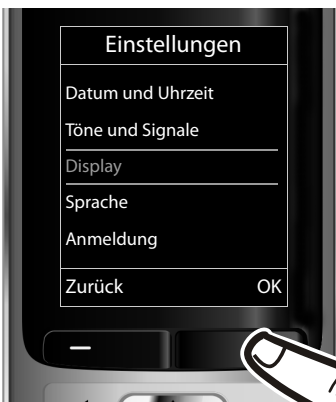 Einstellungen
Datum und Uhrzeit
Töne und Signale
Display
Sprache
Anmeldung
Zurück OK